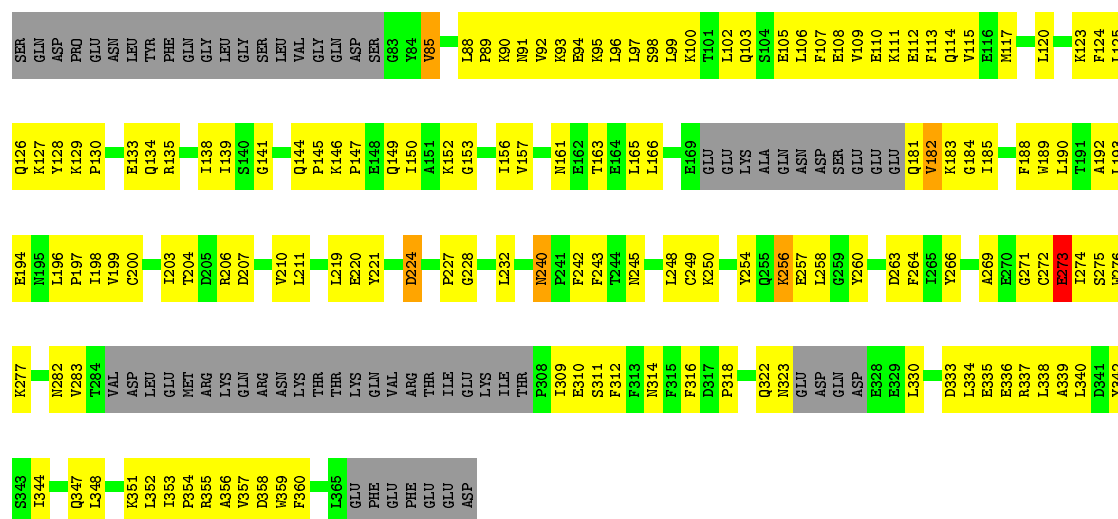 SER GLN ASP PRO GLU ASN LEU TYR PHE GLN GLY LEU GLY SER LEU VAL GLY GLN ASP SER G83 Y84 V85 L88 P89 K90 N91 V92 K93 E94 K95 L96 L97 S98 L99 K100 T101 L102 Q103 S104 E105 L106 F107 E108 V109 E110 K111 E112 F113 Q114 V115 E116 M117 L120 K123 F124 L125
Q126 K127 Y128 K129 P130 E133 Q134 R135 I138 I139 S140 G141 Q144 P145 K146 P147 E148 Q149 I150 A151 K152 G153 I156 V157 N161 E162 T163 E164 L165 L166 E169 GLU GLU LYS ALA GLN ASN ASP SER GLU GLU GLU Q181 V182 K183 G184 I185 F188 W189 L190 T191 A192 L193
E194 N195 L196 P197 I198 V199 C200 I203 T204 D205 R206 D207 V210 L211 L219 E220 Y221 D224 P227 G228 L232 N240 P241 F242 F243 T244 N245 L248 C249 K250 Y254 Q255 K256 E257 L258 G259 Y260 D263 F264 I265 Y266 A269 E270 G271 C272 E273 I274 S275 W276
K277 N282 V283 T284 VAL ASP LEU GLU MET ARG LYS GLN ARG ASN LYS THR THR LYS GLN VAL ARG THR ILE GLU LYS ILE THR P308 I309 E310 S311 F312 F313 N314 F315 F316 D317 P318 Q322 N323 GLU ASP GLN ASP E328 E329 L330 D333 L334 E335 E336 R337 L338 A339 L340 D341 Y342
S343 I344 Q347 L348 K351 L352 I353 P354 R355 A356 V357 D358 W359 F360 L365 GLU PHE GLU PHE GLU GLU ASP